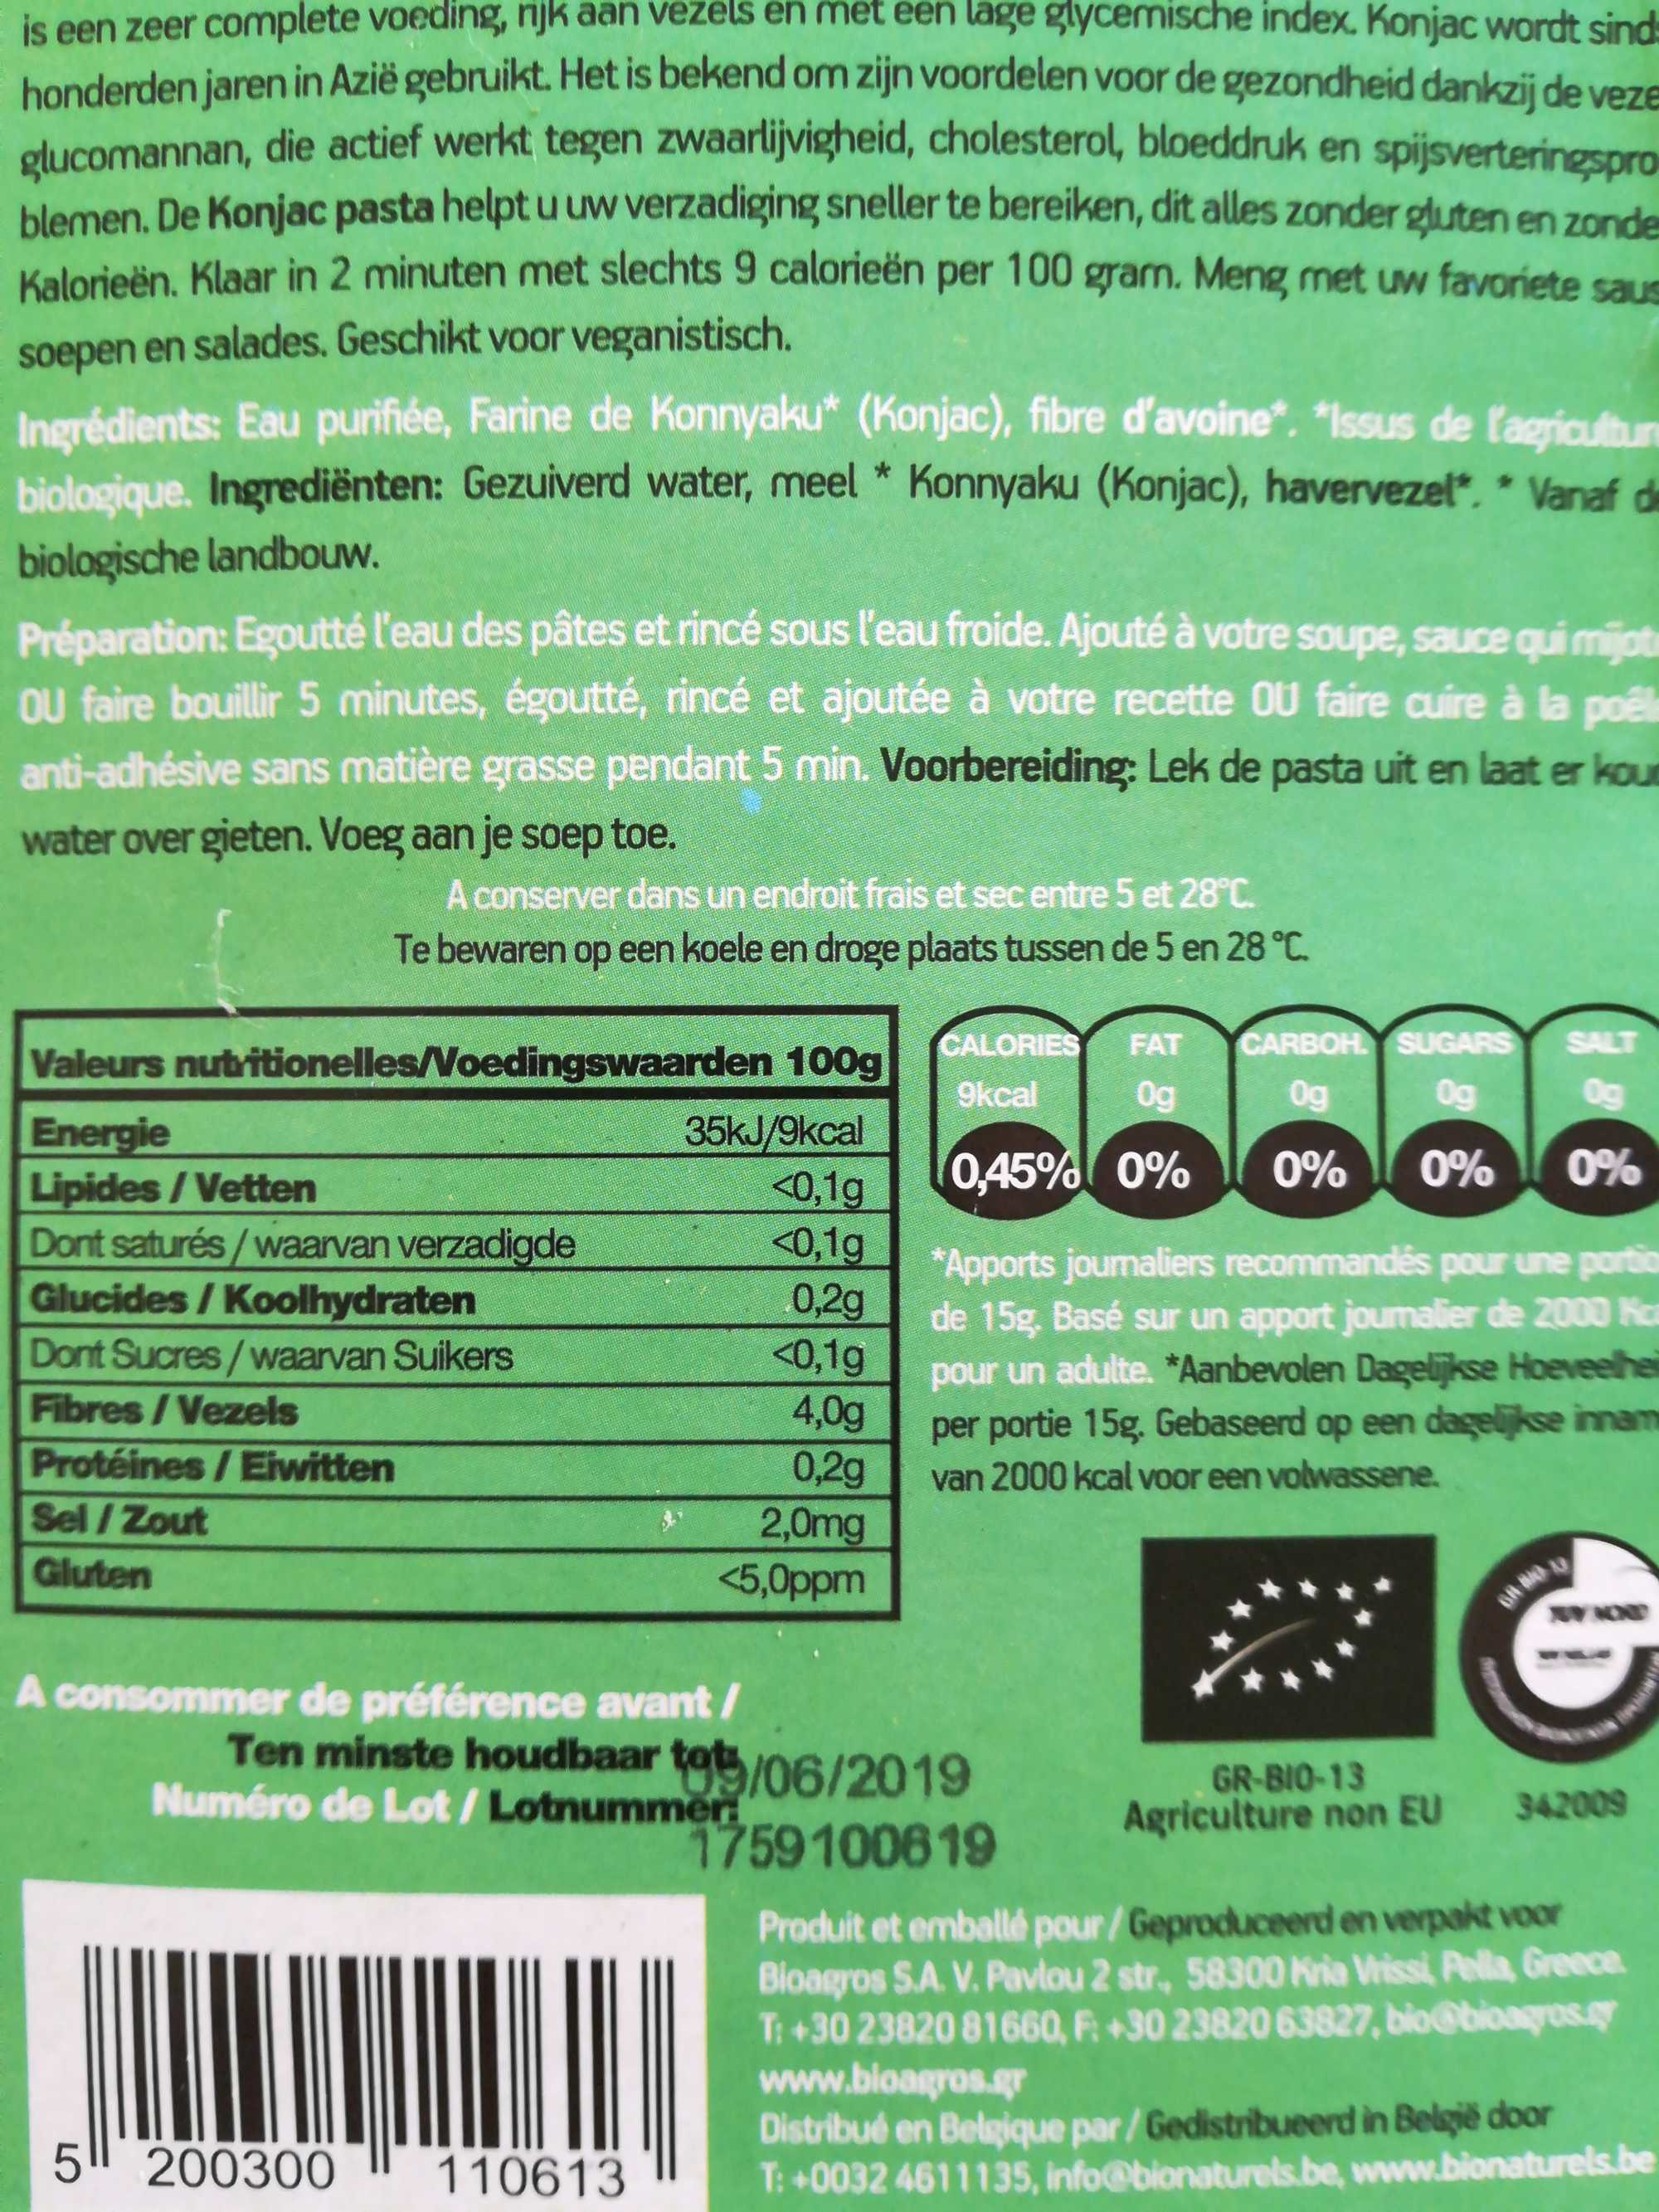 is een zeer complete voeding, rijk aan vezels en met een lage glycemische index. Konjac wordt sinds
honderden jaren in Azië gebruikt. Het is bekend om zijn voordelen voor de gezondheid dankzij de veze
glucomannan, die actief werkt tegen zwaarlijvigheid, cholesterol, bloeddruk en spijsverteringspro
blemen. De Konjac pasta helpt u uw verzadiging sneller te bereiken, dit alles zonder gluten en zonde
Kalorieën. Klaar in 2 minuten met slechts 9 calorieën per 100 gram. Meng met uw favoriete saus
soepen en salades. Geschikt voor veganistisch.
Ingrédients: Eau purifiée, Farine de Konnyaku* (Konjac), fibre d'avoine*. *Issus de l'agriculture
biologique. Ingrediënten: Gezuiverd water, meel * Konnyaku (Konjac), havervezel*. * Vanaf de
biologische landbouw.
Préparation: Egoutté l'eau des pâtes et rincé sous l'eau froide. Ajouté à votre soupe, sauce qui mijot
OU faire bouillir 5 minutes, égoutté, rincé et ajoutée à votre recette OU faire cuire à la poêl
anti-adhésive sans matière grasse pendant 5 min. Voorbereiding: Lek de pasta uit en laat er kou
water over gieten. Voeg aan je soep toe.
A conserver dans un endroit frais et sec entre 5 et 28°C.
Te bewaren op een koele en droge plaats tussen de 5 en 28 °C.
Valeurs nutritionelles/Voedingswaarden 100g
Energie 35kJ/9kcal
Lipides / Vetten <0,1g
Dont saturés / waarvan verzadigde <0,1g
Glucides / Koolhydraten 0,2g
Dont Sucres / waarvan Suikers <0,1g
Fibres / Vezels 4,0g
Protéines / Eiwitten 0,2g
Sel / Zout 2,0mg
Gluten <5,0ppm
CALORIES FAT CARBOH. SUGARS SALT
9kcal 0g 0g 0g 0g
0,45% 0% 0% 0% 0%
*Apports journaliers recommandés pour une portio
de 15g. Basé sur un apport journalier de 2000 Kca
pour un adulte. *Aanbevolen Dagelijkse Hoeveelhei
per portie 15g. Gebaseerd op een dagelijkse innam
van 2000 kcal voor een volwassene.
GR-BIO-13
TUV NORD
GR-BIO-13
Agriculture non EU
342009
A consommer de préférence avant /
Ten minste houdbaar tot: 09/06/2019
Numéro de Lot / Lotnummer:
1759100619
Produit et emballé pour / Geproduceerd en verpakt voor
Bioagros S.A. V. Pavlou 2 str., 58300 Kria Vrissi, Pella, Greece.
T: +30 23820 81660, F: +30 23820 63827, bio@bioagros.gr
www.bioagros.gr
Distribué en Belgique par / Gedistribueerd in België door
T: +0032 4611135, info@bionaturels.be, www.bionaturels.be
5 200300 110613